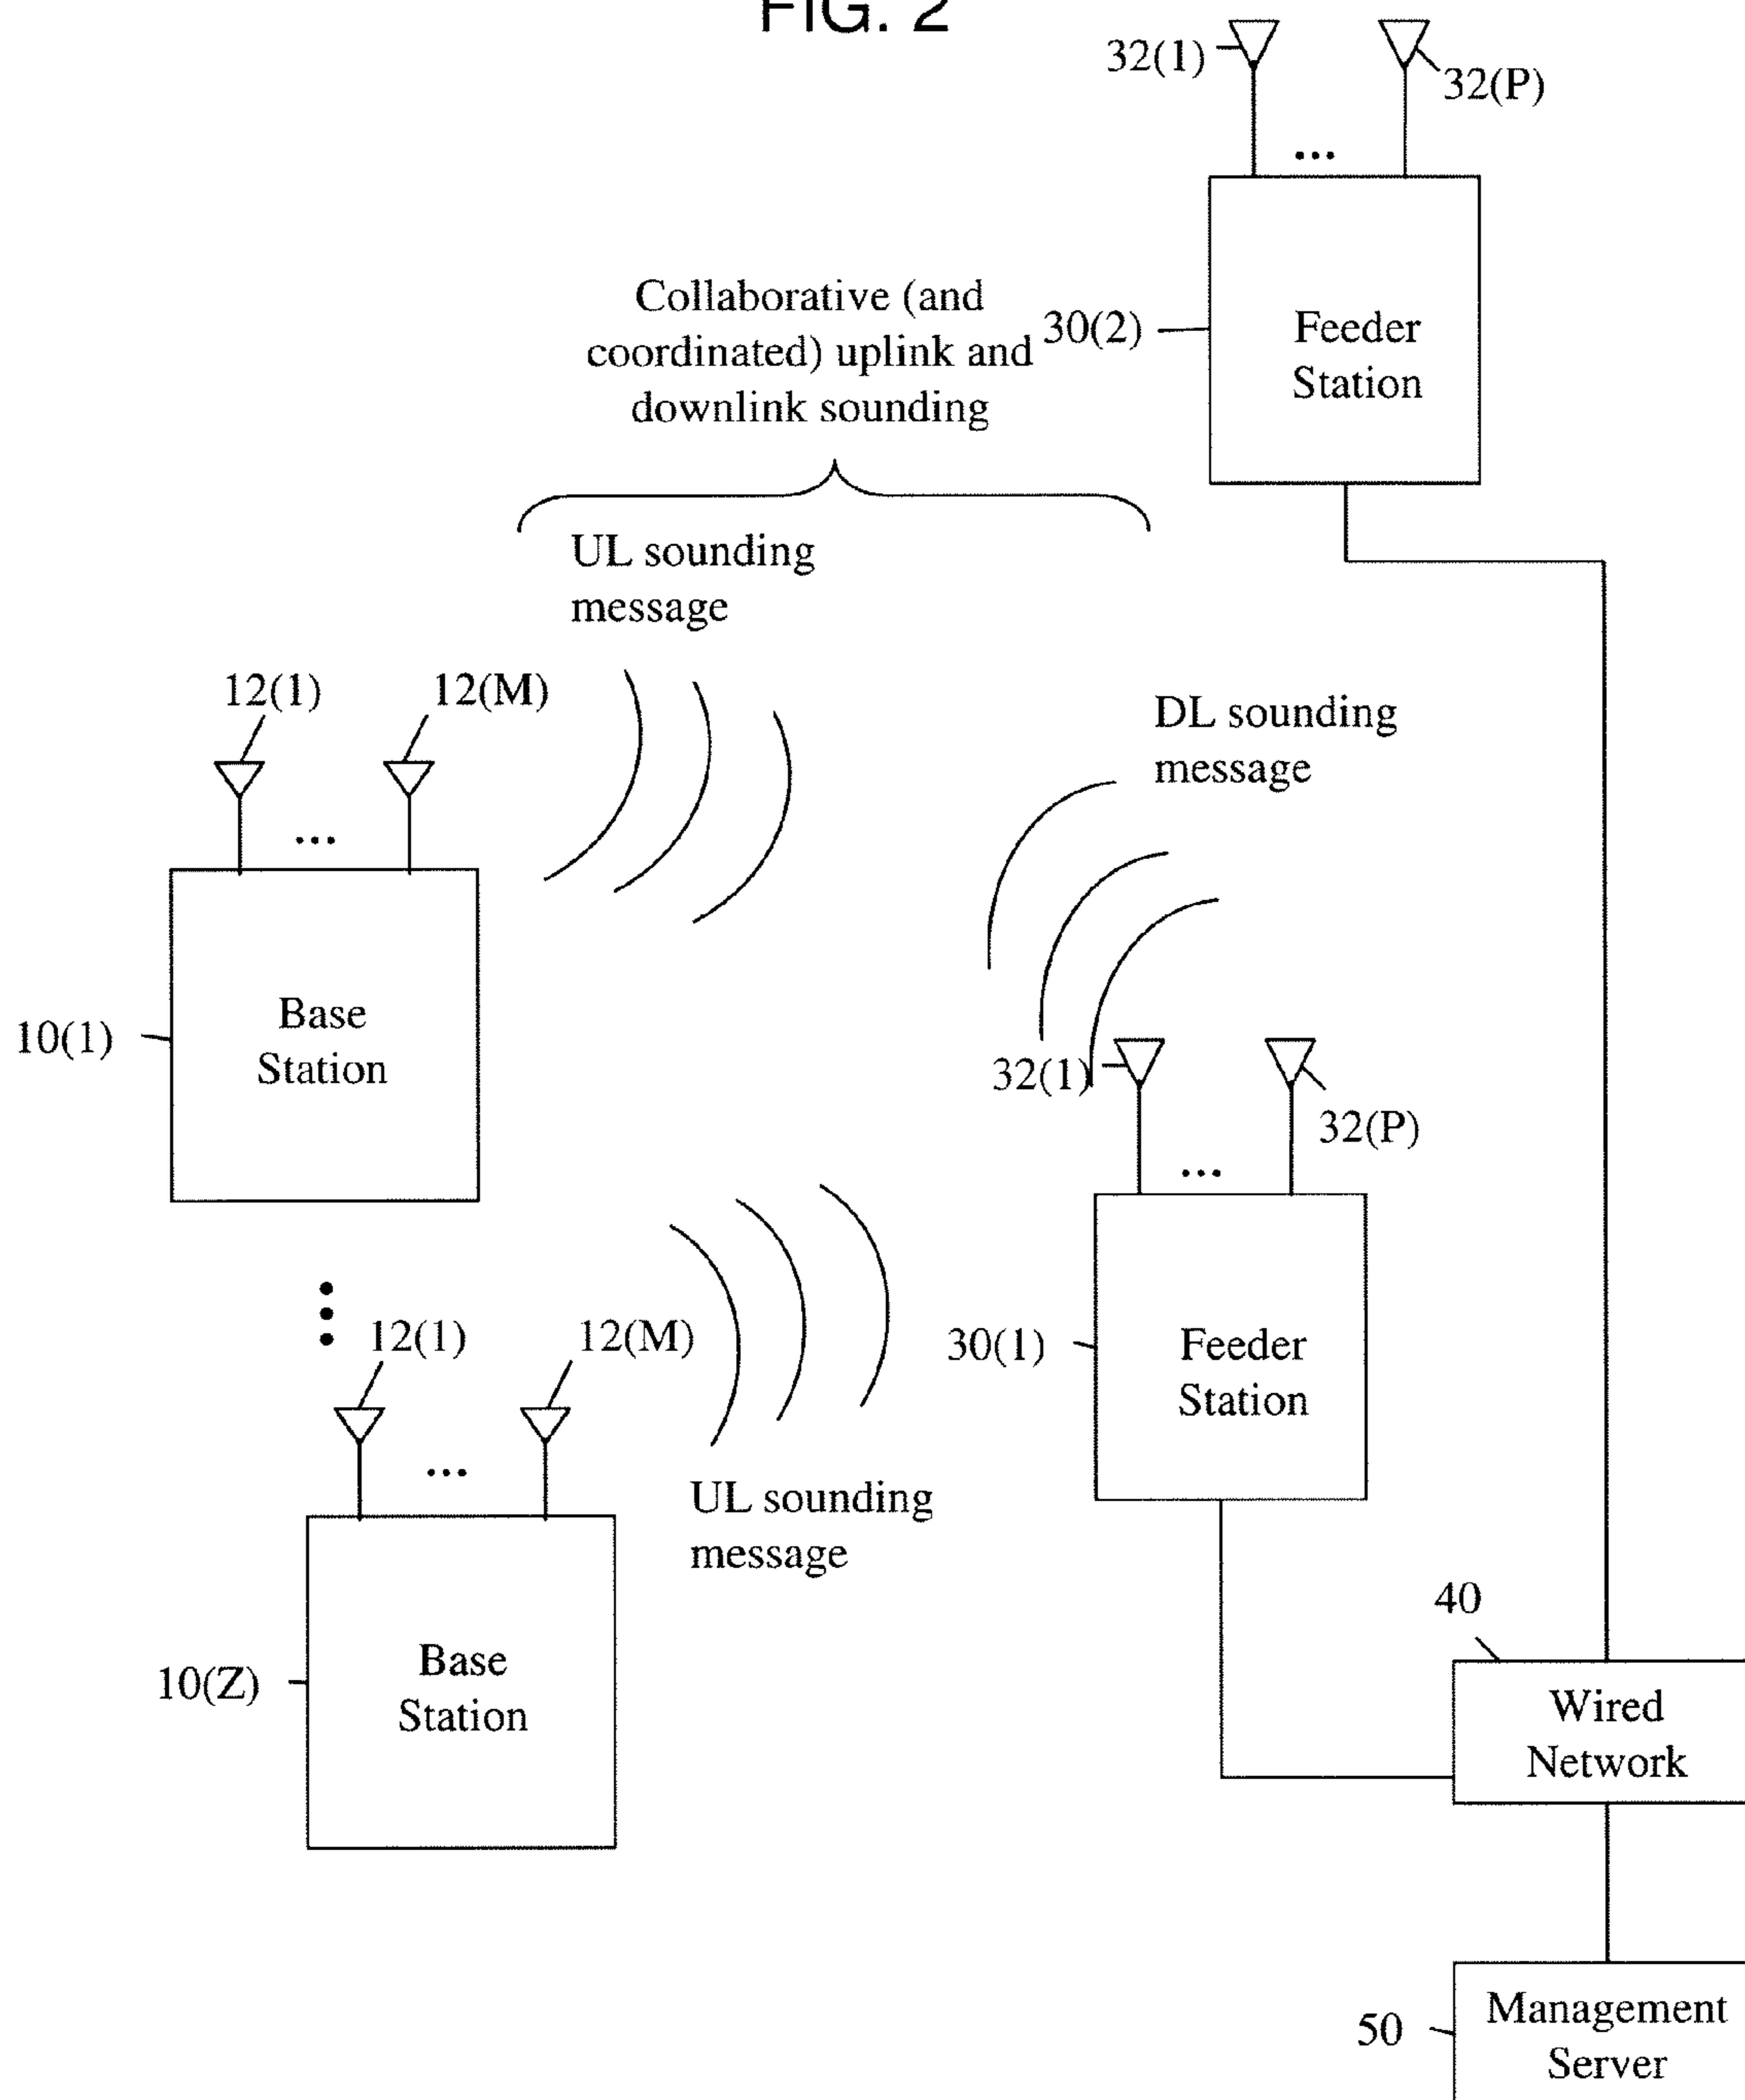 FIG. 2
32(1)
32(P)
...
Collaborative (and
coordinated) uplink and
downlink sounding
30(2)
Feeder
Station
UL sounding
message
12(1)
12(M)
...
DL sounding
message
10(1)
Base
Station
32(1)
32(P)
...
12(1)
12(M)
...
30(1)
Feeder
Station
UL sounding
message
10(Z)
Base
Station
40
Wired
Network
50
Management
Server